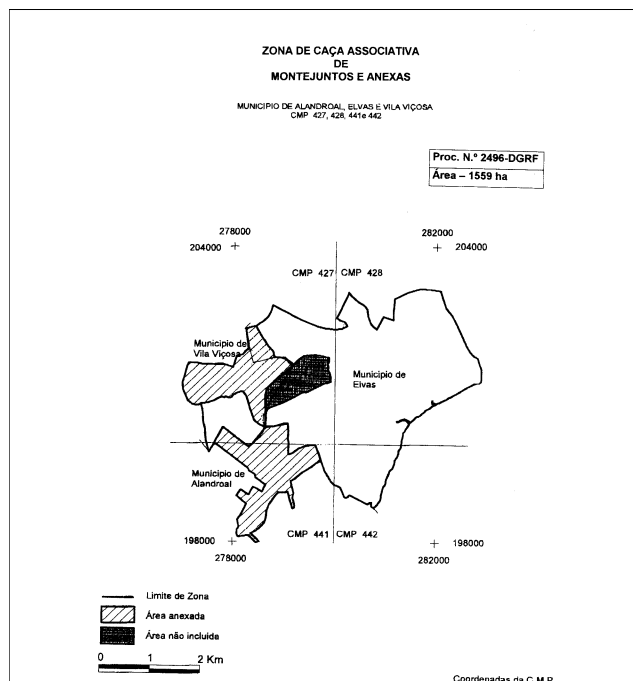 ZONA DE CAÇA ASSOCIATIVA
DE
MONTEJUNTOS E ANEXAS
MUNICIPIO DE ALANDROAL, ELVAS E VILA VIÇOSA
CMP 427, 428, 441e 442
Proc. N.º 2496-DGRF
Área – 1559 ha
278000
282000
204000
204000
CMP 427
CMP 428
Municipio de
Vila Viçosa
Municipio de
Elvas
Municipio de
Alandroal
198000
CMP 441
CMP 442
198000
278000
282000
Limite de Zona
Área anexada
Área não incluida
0 1 2 Km
Coordenadas da C.M.P.